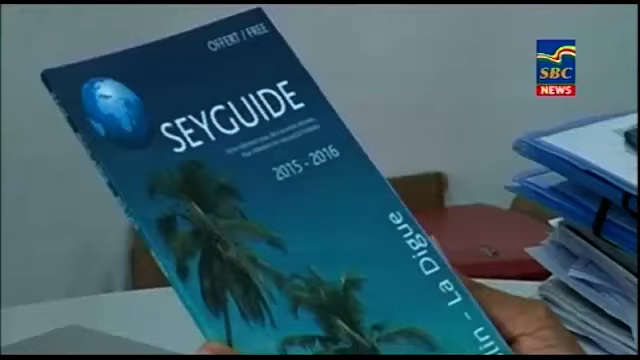 OFFERT / FREE
SEYGUIDE
2015 - 2016
La Digue
SBC
NEWS